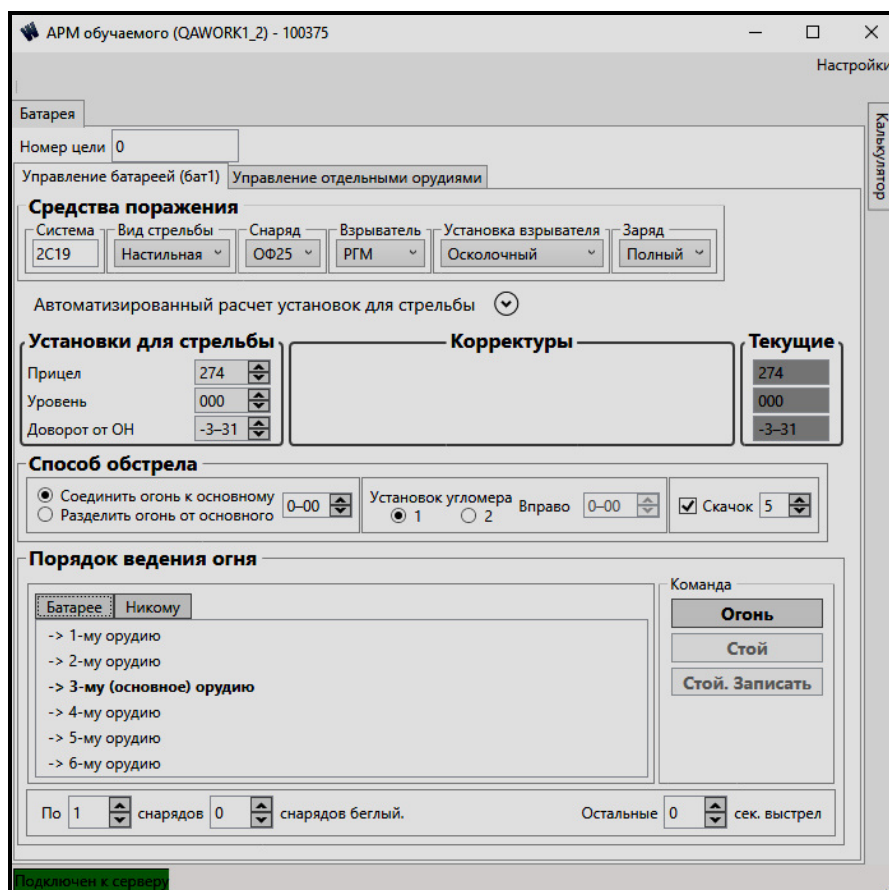 АРМ обучаемого (QAWORK1_2) - 100375
Настройки
Батарея
Калькулятор
Номер цели 0
Управление батареей (бат1) Управление отдельными орудиями
Средства поражения
Система Вид стрельбы Снаряд Взрыватель Установка взрывателя Заряд
2С19 Настильная ОФ25 РГМ Осколочный Полный
Автоматизированный расчет установок для стрельбы
Установки для стрельбы Корректуры Текущие
Прицел 274 274
Уровень 000 000
Доворот от ОН -3–31 -3–31
Способ обстрела
Соединить огонь к основному
Разделить огонь от основного
0–00
Установок угломера
1 2
Вправо 0–00
Скачок 5
Порядок ведения огня
Батарее Никому
-> 1-му орудию
-> 2-му орудию
-> 3-му (основное) орудию
-> 4-му орудию
-> 5-му орудию
-> 6-му орудию
Команда
Огонь
Стой
Стой. Записать
По 1 снарядов 0 снарядов беглый. Остальные 0 сек. выстрел
Подключен к серверу